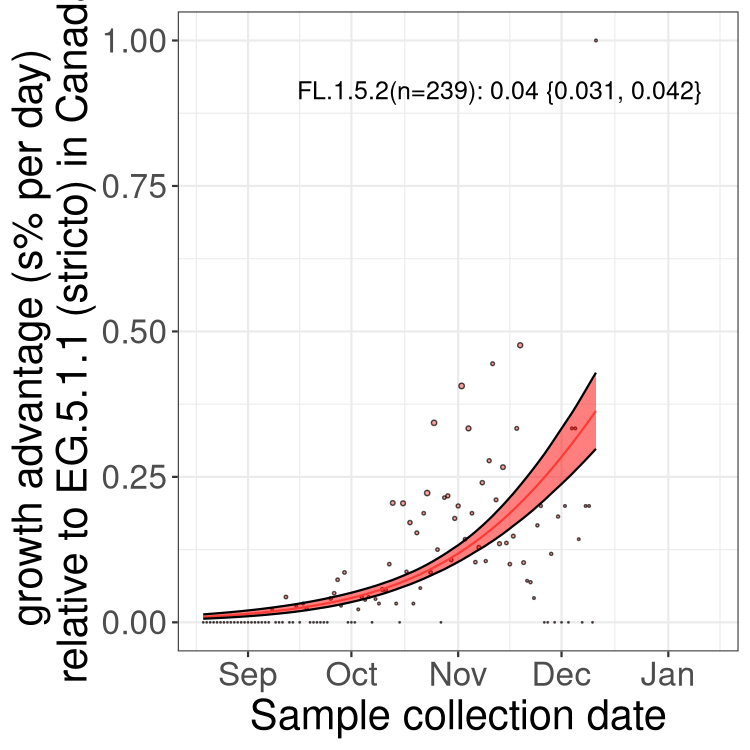 growth advantage (s% per day)
relative to EG.5.1.1 (stricto) in Canada
1.00
0.75
0.50
0.25
0.00
FL.1.5.2(n=239): 0.04 {0.031, 0.042}
Sep Oct Nov Dec Jan
Sample collection date